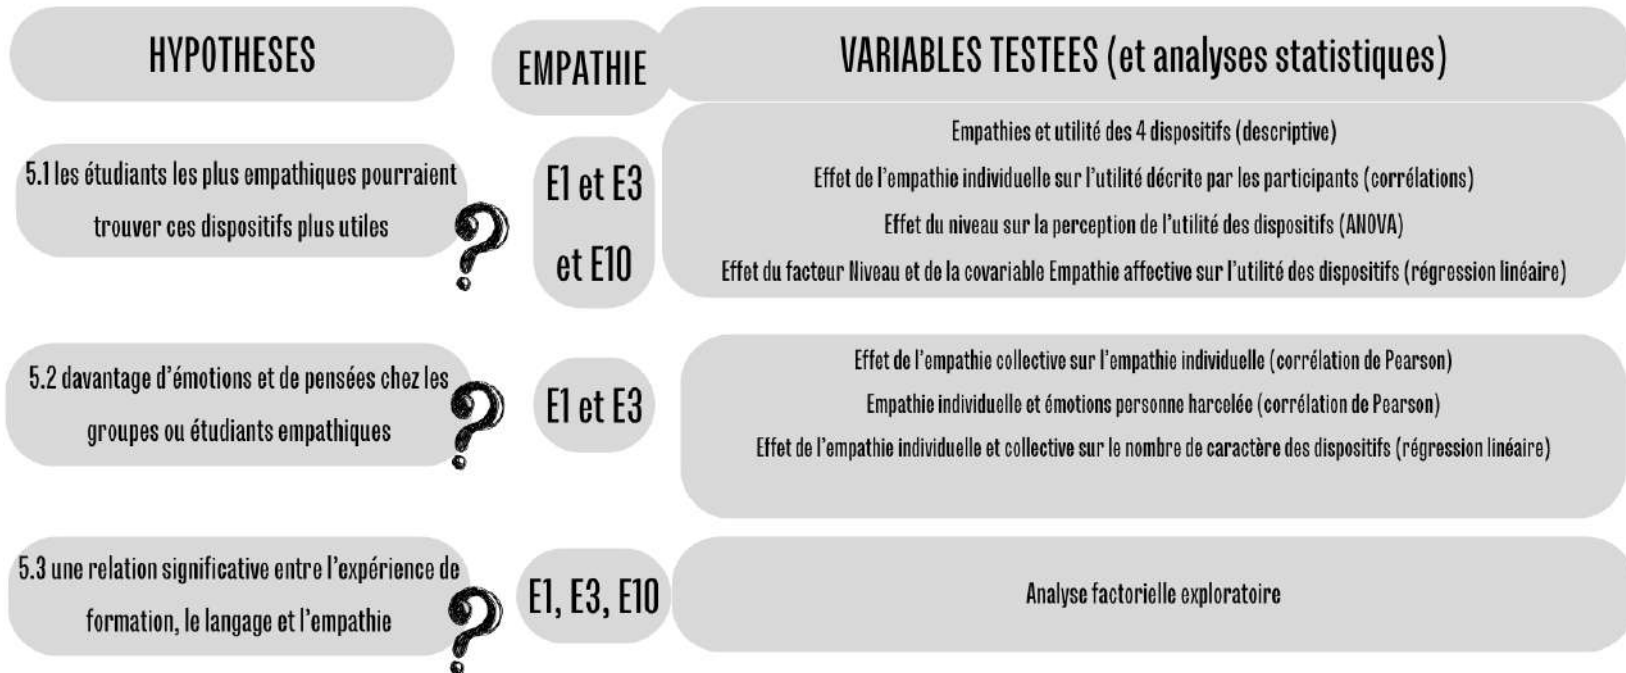 HYPOTHESES
EMPATHIE
VARIABLES TESTEES (et analyses statistiques)
5.1 les étudiants les plus empathiques pourraient
trouver ces dispositifs plus utiles
?
E1 et E3
et E10
Empathies et utilité des 4 dispositifs (descriptive)
Effet de l'empathie individuelle sur l'utilité décrite par les participants (corrélations)
Effet du niveau sur la perception de l'utilité des dispositifs (ANOVA)
Effet du facteur Niveau et de la covariable Empathie affective sur l'utilité des dispositifs (régression linéaire)
5.2 davantage d'émotions et de pensées chez les
groupes ou étudiants empathiques
?
E1 et E3
Effet de l'empathie collective sur l'empathie individuelle (corrélation de Pearson)
Empathie individuelle et émotions personne harcelée (corrélation de Pearson)
Effet de l'empathie individuelle et collective sur le nombre de caractère des dispositifs (régression linéaire)
5.3 une relation significative entre l'expérience de
formation, le langage et l'empathie
?
E1, E3, E10
Analyse factorielle exploratoire